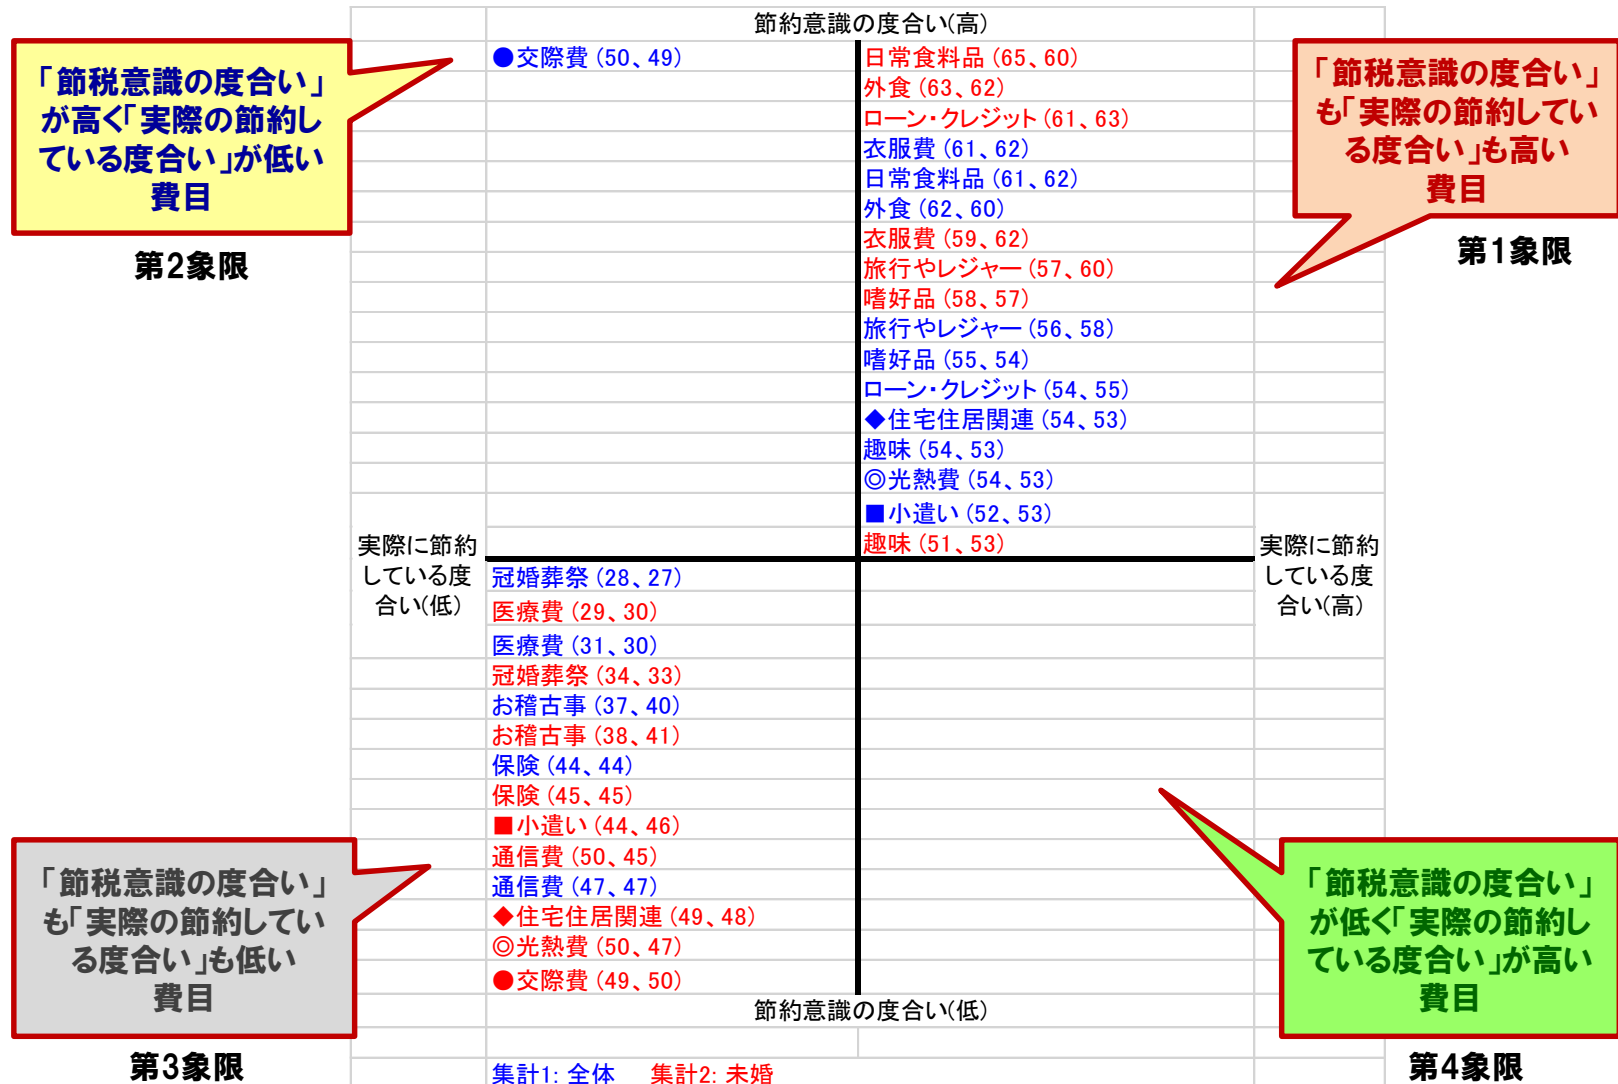 節約意識の度合い(高)
「節税意識の度合い」
が高く「実際の節約し
ている度合い」が低い
費目
第2象限
●交際費 (50、49)
日常食料品 (65、60)
外食 (63、62)
ローン・クレジット (61、63)
衣服費 (61、62)
日常食料品 (61、62)
外食 (62、60)
衣服費 (59、62)
旅行やレジャー (57、60)
嗜好品 (58、57)
旅行やレジャー (56、58)
嗜好品 (55、54)
ローン・クレジット (54、55)
◆住宅住居関連 (54、53)
趣味 (54、53)
◎光熱費 (54、53)
■小遣い (52、53)
趣味 (51、53)
「節税意識の度合い」
も「実際の節約してい
る度合い」も高い
費目
第1象限
実際に節約
している度
合い(低)
実際に節約
している度
合い(高)
冠婚葬祭 (28、27)
医療費 (29、30)
医療費 (31、30)
冠婚葬祭 (34、33)
お稽古事 (37、40)
お稽古事 (38、41)
保険 (44、44)
保険 (45、45)
■小遣い (44、46)
通信費 (50、45)
通信費 (47、47)
◆住宅住居関連 (49、48)
◎光熱費 (50、47)
●交際費 (49、50)
「節税意識の度合い」
も「実際の節約してい
る度合い」も低い
費目
第3象限
「節税意識の度合い」
が低く「実際の節約し
ている度合い」が高い
費目
第4象限
節約意識の度合い(低)
集計1: 全体 集計2: 未婚